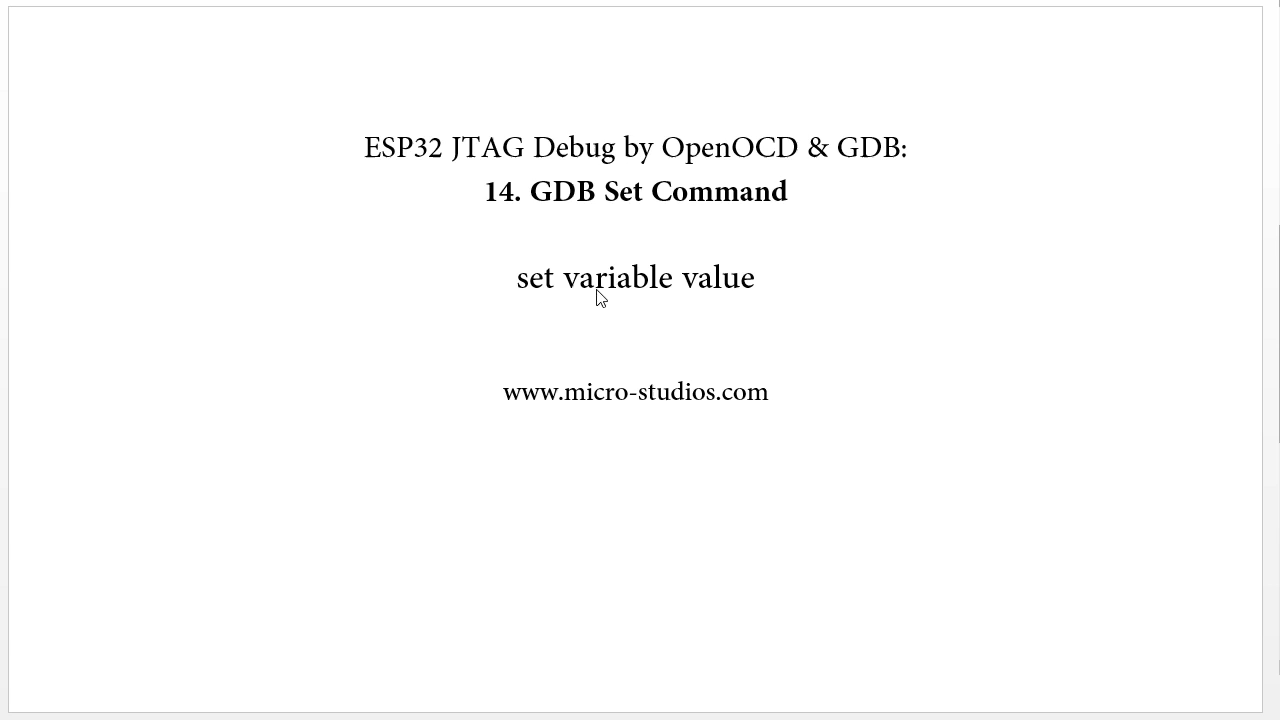 ESP32 JTAG Debug by OpenOCD & GDB:
14. GDB Set Command
set variable value
www.micro-studios.com